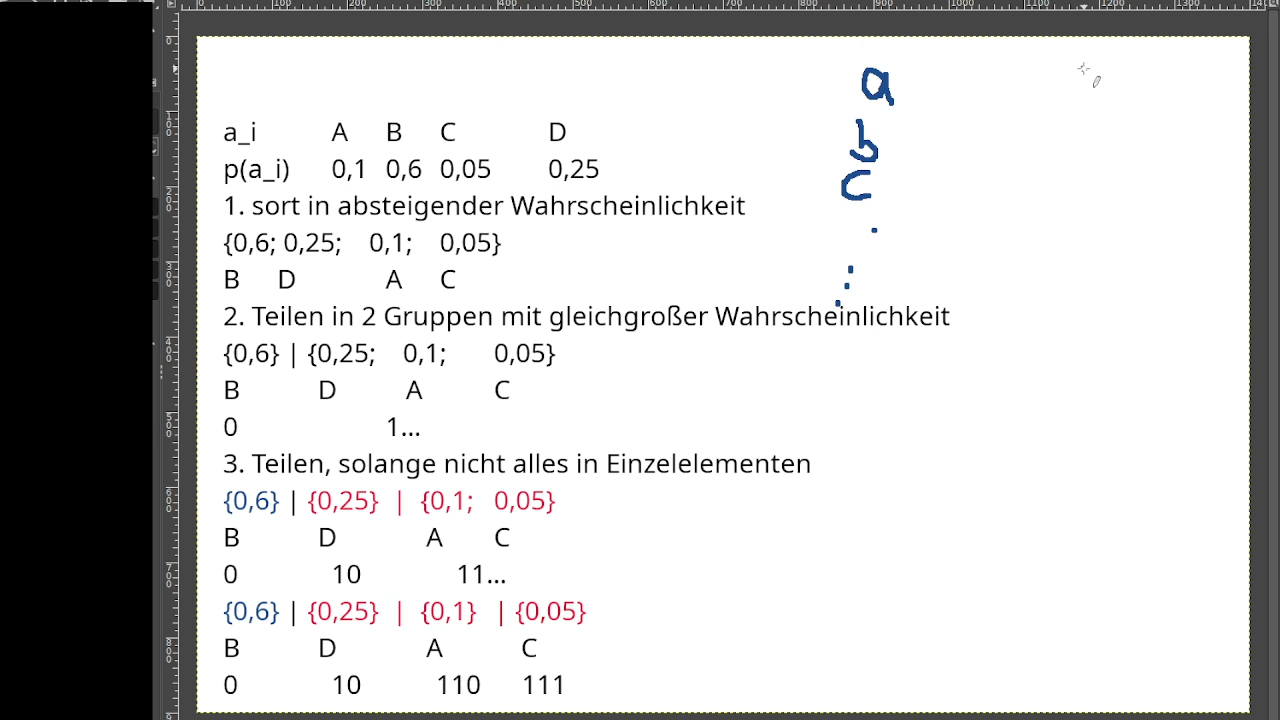 a
b
c
a_i A B C D
p(a_i) 0,1 0,6 0,05 0,25
1. sort in absteigender Wahrscheinlichkeit
{0,6; 0,25; 0,1; 0,05}
B D A C
2. Teilen in 2 Gruppen mit gleichgroßer Wahrscheinlichkeit
{0,6} | {0,25; 0,1; 0,05}
B D A C
0 1...
3. Teilen, solange nicht alles in Einzelelementen
{0,6} | {0,25} | {0,1; 0,05}
B D A C
0 10 11...
{0,6} | {0,25} | {0,1} | {0,05}
B D A C
0 10 110 111